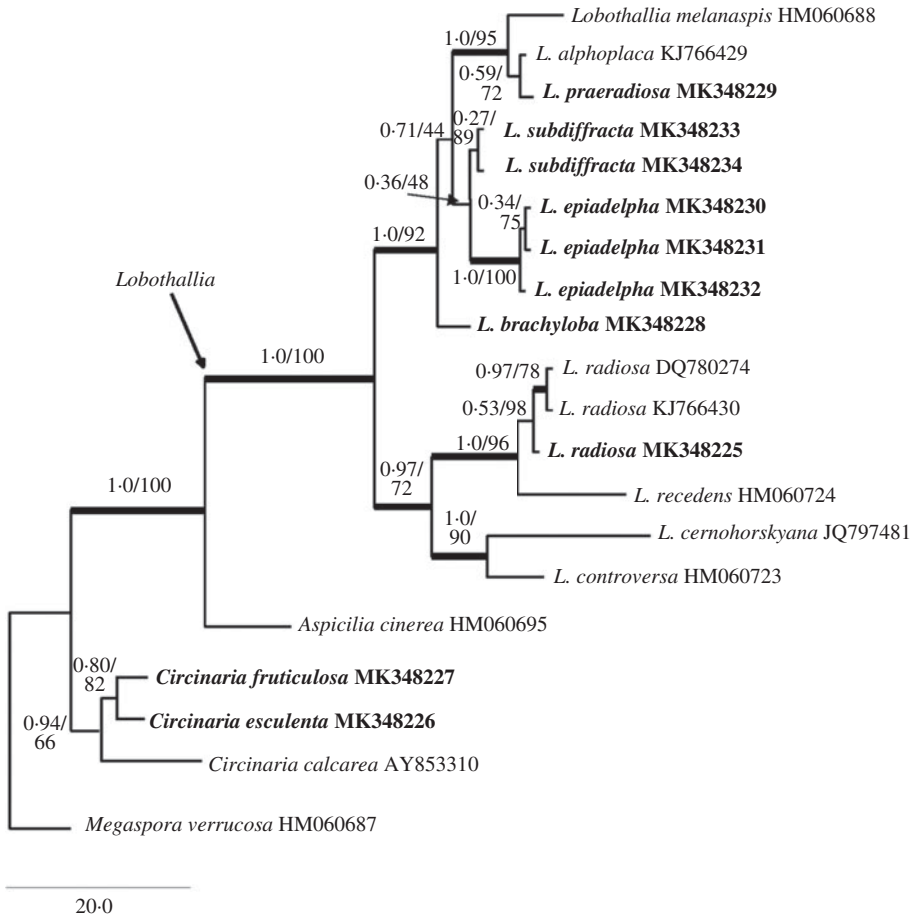 Lobothallia melanaspis HM060688
1·0/95
L. alphoplaca KJ766429
0·59/
72
L. praeradiosa MK348229
0·27/
89
L. subdiffracta MK348233
0·71/44
L. subdiffracta MK348234
0·36/48
0·34/
75
L. epiadelpha MK348230
1·0/92
L. epiadelpha MK348231
1·0/100
L. epiadelpha MK348232
Lobothallia
L. brachyloba MK348228
1·0/100
0·97/78
L. radiosa DQ780274
0·53/98
L. radiosa KJ766430
1·0/96
L. radiosa MK348225
0·97/
72
1·0/100
L. recedens HM060724
1·0/
90
L. cernohorskyana JQ797481
L. controversa HM060723
Aspicilia cinerea HM060695
0·80/
82
Circinaria fruticulosa MK348227
0·94/
66
Circinaria esculenta MK348226
Circinaria calcarea AY853310
Megaspora verrucosa HM060687
20·0